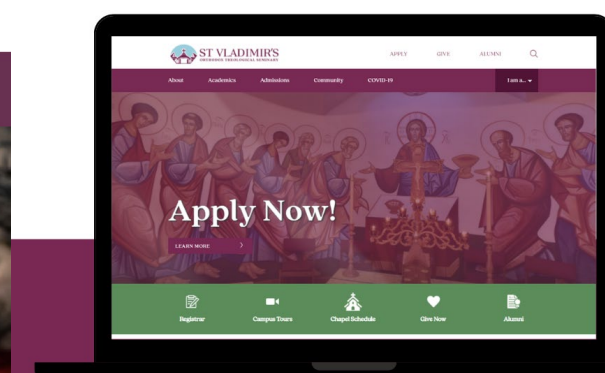 ST VLADIMIR'S
ORTHODOX THEOLOGICAL SEMINARY
APPLY GIVE ALUMNI
About Academics Admissions Community COVID-19 I am a...
Apply Now!
LEARN MORE
Registrar Campus Tours Chapel Schedule Give Now Alumni